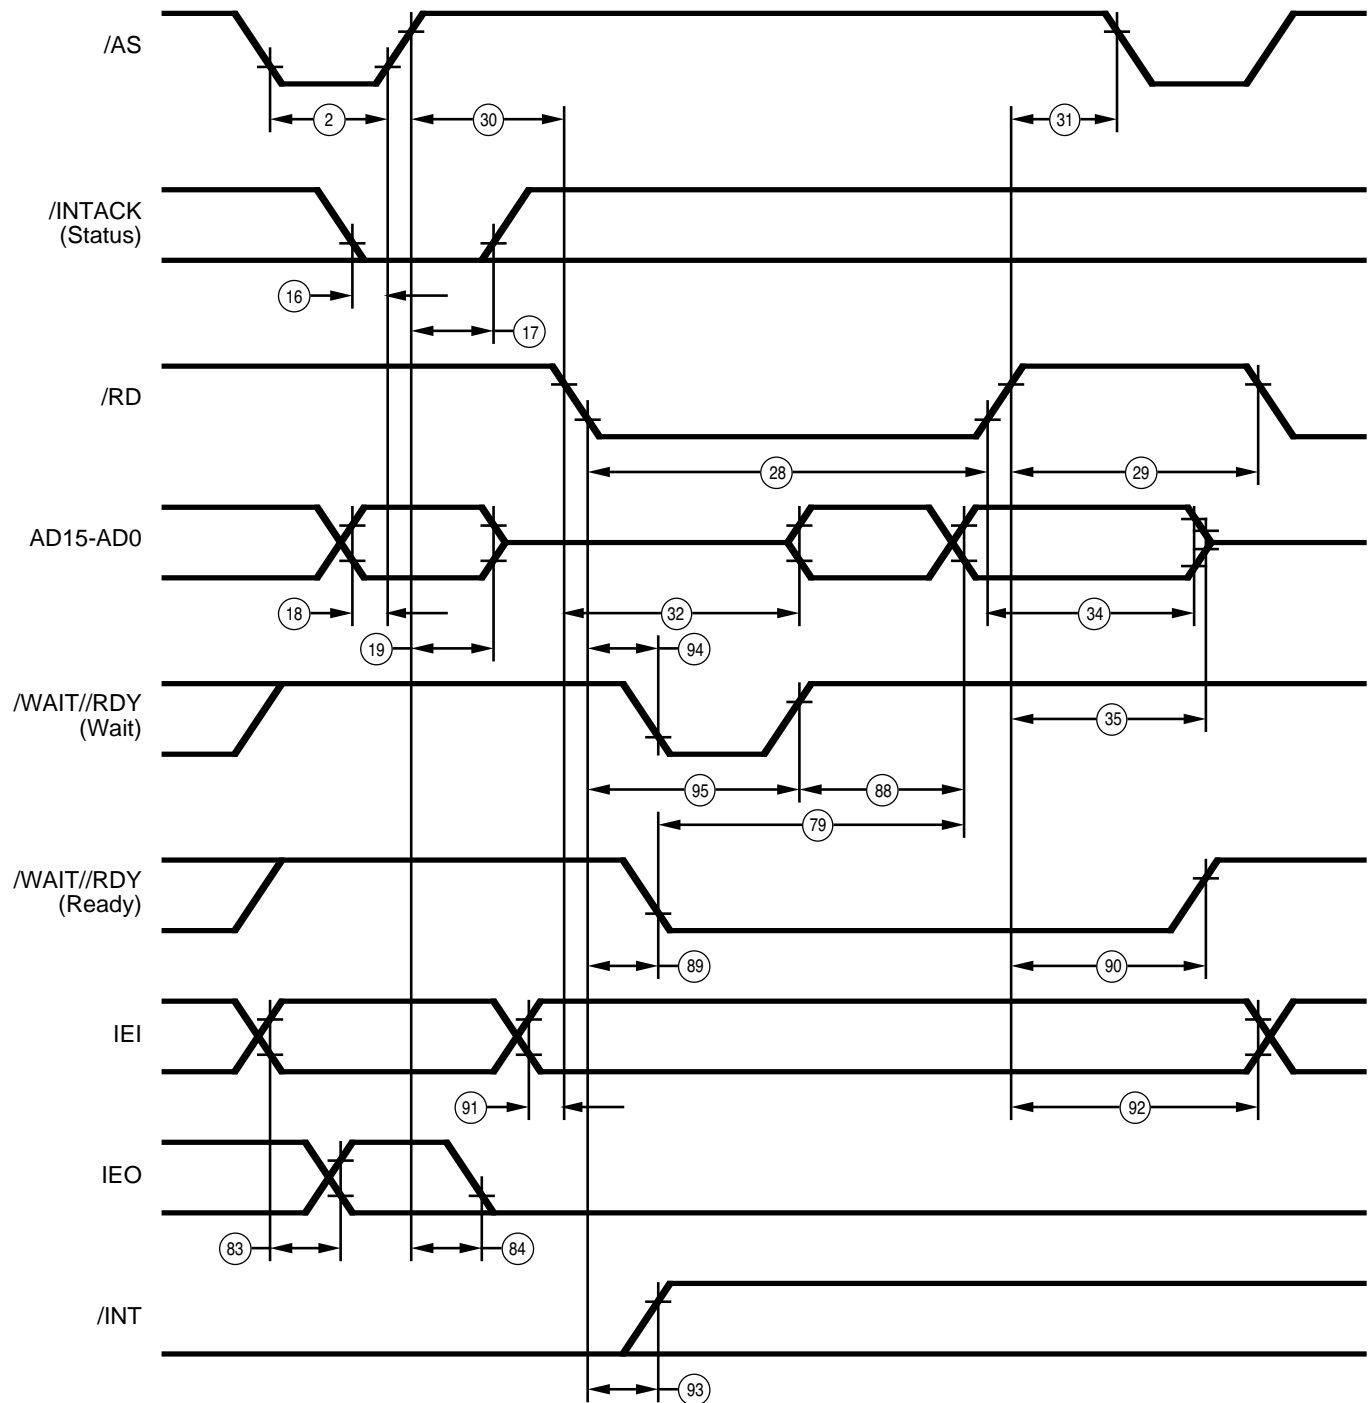 /AS
2
30
31
/INTACK
(Status)
16
17
/RD
28
29
AD15-AD0
18
32
34
19
94
/WAIT//RDY
(Wait)
35
95
88
79
/WAIT//RDY
(Ready)
89
90
IEI
91
92
IEO
83
84
/INT
93